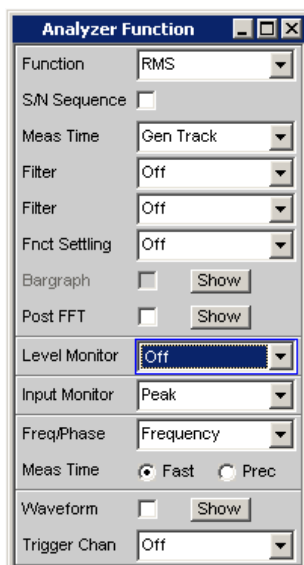 Analyzer Function
Function RMS
S/N Sequence
Meas Time Gen Track
Filter Off
Filter Off
Fnct Settling Off
Bargraph Show
Post FFT Show
Level Monitor Off
Input Monitor Peak
Freq/Phase Frequency
Meas Time Fast Prec
Waveform Show
Trigger Chan Off